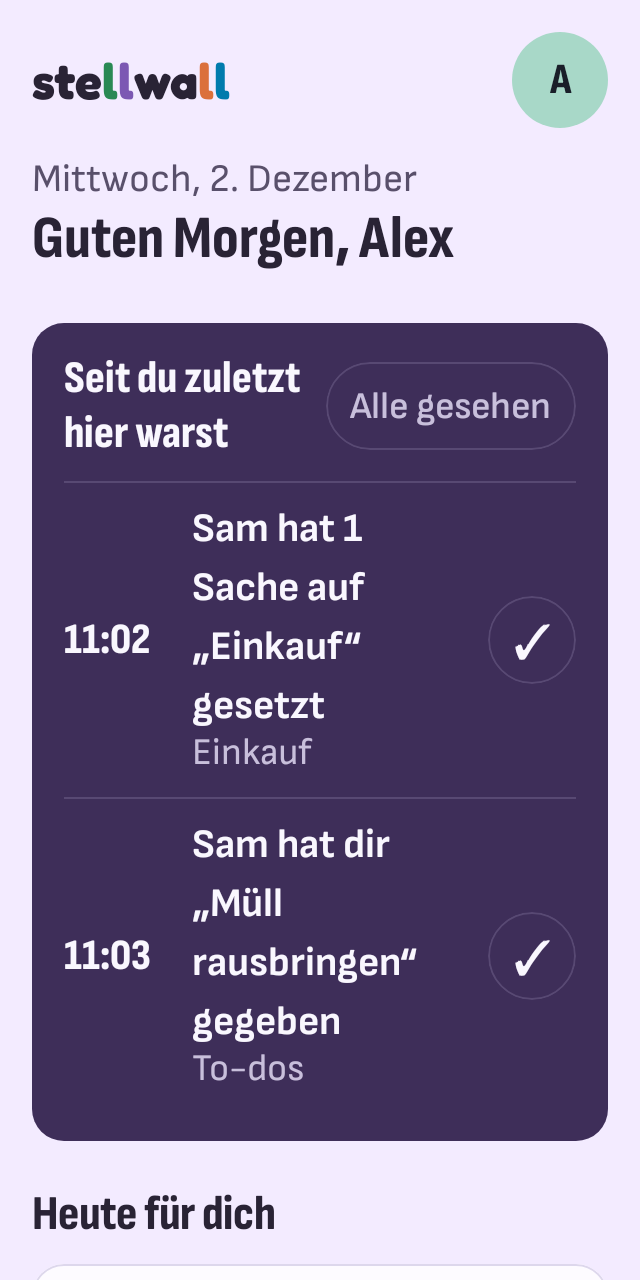 stellwall
A
Mittwoch, 2. Dezember
Guten Morgen, Alex
Seit du zuletzt
hier warst
Alle gesehen
11:02
Sam hat 1
Sache auf
„Einkauf“
gesetzt
Einkauf
✓
11:03
Sam hat dir
„Müll
rausbringen“
gegeben
To-dos
✓
Heute für dich